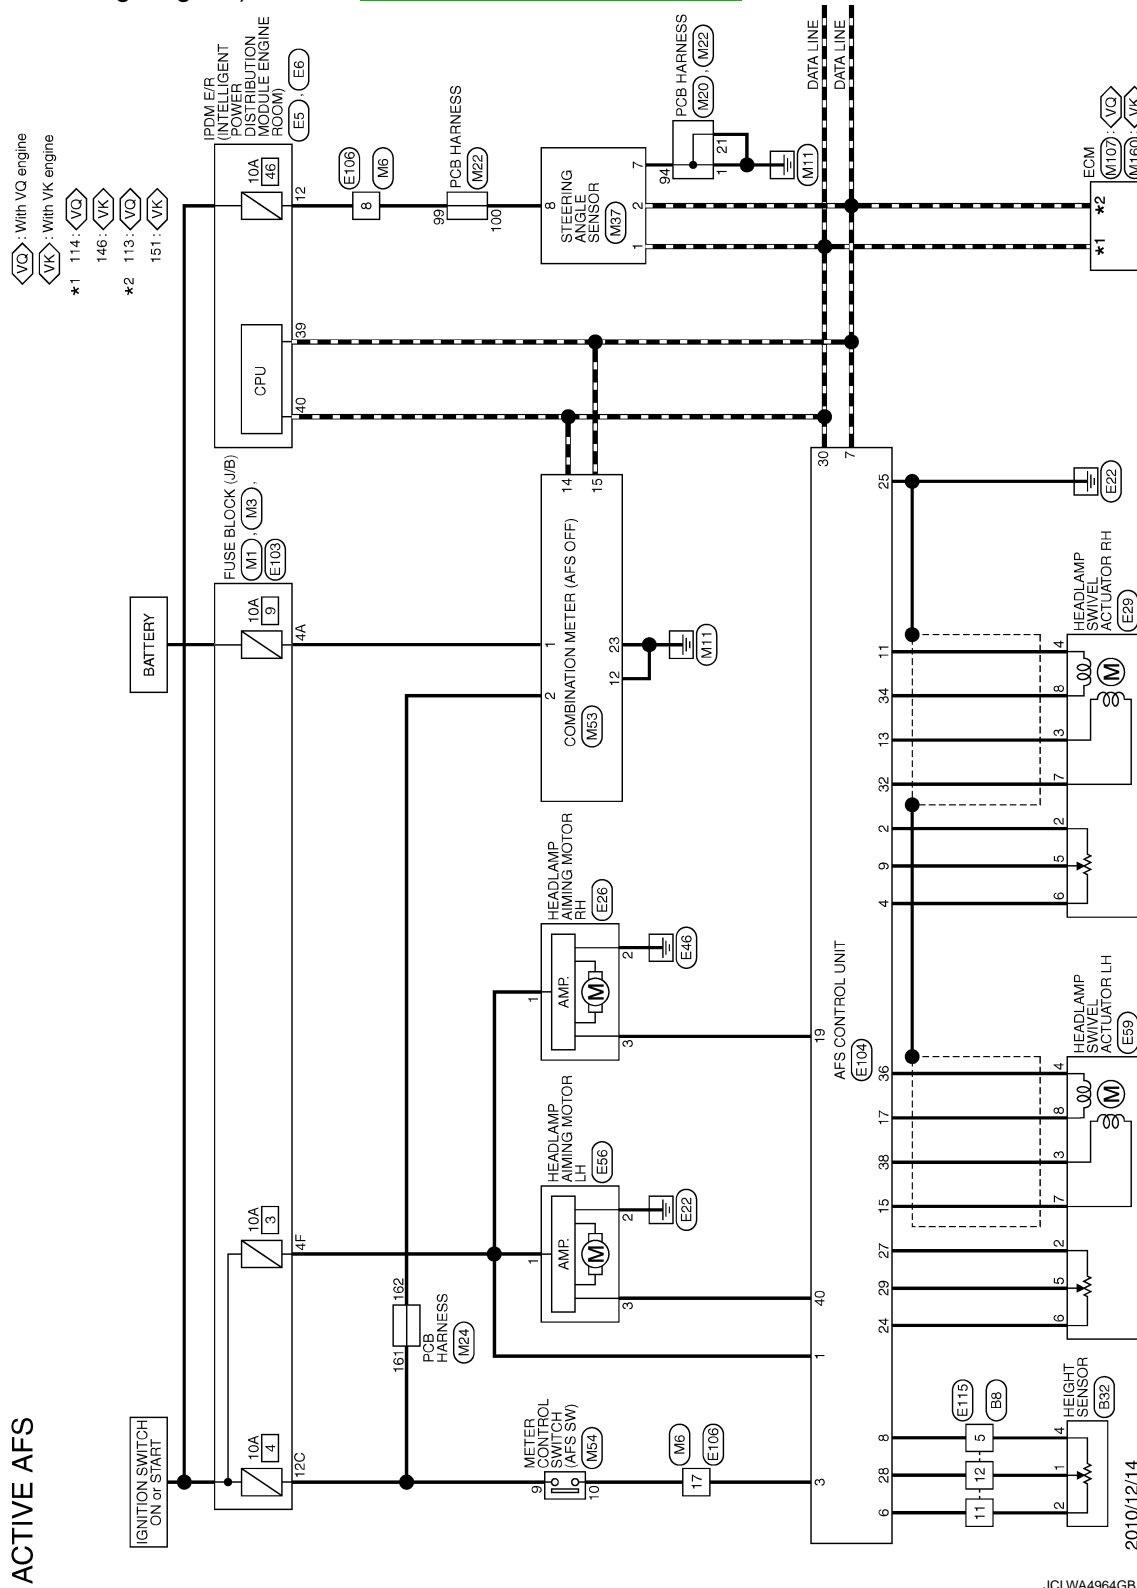 ACTIVE AFS
VQ : With VQ engine
VK : With VK engine
*1 114 : VQ
146 : VK
*2 113 : VQ
151 : VK
IGNITION SWITCH
ON or START
BATTERY
10A
4
12C
10A
3
4F
10A
9
4A
FUSE BLOCK (J/B)
M1 , M3 ,
E103
CPU
40
39
10A
46
12
IPDM E/R
(INTELLIGENT
POWER
DISTRIBUTION
MODULE ENGINE
ROOM)
E5 , E6
161
162
PCB
HARNESS
M24
8
E106
M6
99
100
PCB HARNESS
M22
METER
CONTROL
SWITCH
(AFS SW)
M54
9
10
17
M6
E106
HEADLAMP
AIMING MOTOR
LH
E56
1
AMP.
M
3
2
E22
HEADLAMP
AIMING MOTOR
RH
E26
1
AMP.
M
3
2
E46
2
1
14
15
COMBINATION METER (AFS OFF)
M53
12
23
M11
8
STEERING
ANGLE
SENSOR
M37
1
2
7
94
1
21
PCB HARNESS
M20 , M22
M11
DATA LINE
DATA LINE
3
1
40
19
30
7
AFS CONTROL UNIT
E104
6
28
8
24
29
27
15
38
17
36
4
9
2
32
13
34
11
25
E22
11
12
5
E115
B8
2
1
4
HEIGHT
SENSOR
B32
6
5
2
7
3
8
4
M
HEADLAMP
SWIVEL
ACTUATOR LH
E59
6
5
2
7
3
8
4
M
HEADLAMP
SWIVEL
ACTUATOR RH
E29
*1
*2
ECM
M107 : VQ
M160 : VK
2010/12/14
JCLWA4964GB